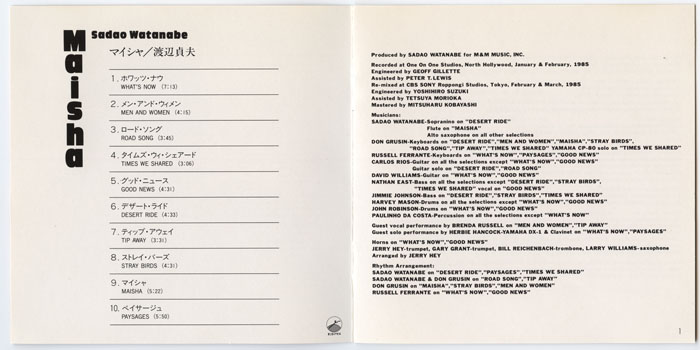 Maisha
Sadao Watanabe
マイシャ/渡辺貞夫
1. ホワッツ・ナウ
WHAT'S NOW (7:13)
2. メン・アンド・ウィメン
MEN AND WOMEN (4:15)
3. ロード・ソング
ROAD SONG (3:45)
4. タイムズ・ウィ・シェアード
TIMES WE SHARED (3:06)
5. グッド・ニュース
GOOD NEWS (4:31)
6. デザート・ライド
DESERT RIDE (4:33)
7. ティップ・アウェイ
TIP AWAY (3:31)
8. ストレイ・バーズ
STRAY BIRDS (4:31)
9. マイシャ
MAISHA (5:22)
10. ペイサージュ
PAYSAGES (5:50)
ELEKTRA
Produced by SADAO WATANABE for M&M MUSIC, INC.
Recorded at One On One Studios, North Hollywood, January & February, 1985
Engineered by GEOFF GILLETTE
Assisted by PETER T. LEWIS
Re-mixed at CBS SONY Roppongi Studios, Tokyo, February & March, 1985
Engineered by YOSHIHIRO SUZUKI
Assisted by TETSUYA MORIOKA
Mastered by MITSUHARU KOBAYASHI
Musicians:
SADAO WATANABE-Sopranino on "DESERT RIDE"
Flute on "MAISHA"
Alto saxophone on all other selections
DON GRUSIN-Keyboards on "DESERT RIDE","MEN AND WOMEN","MAISHA","STRAY BIRDS",
"ROAD SONG","TIP AWAY","TIMES WE SHARED" YAMAHA CP-80 solo on "TIMES WE SHARED"
RUSSELL FERRANTE-Keyboards on "WHAT'S NOW","PAYSAGES","GOOD NEWS"
CARLOS RIOS-Guitar on all the selections except "WHAT'S NOW"
Guitar solo on "DESERT RIDE","ROAD SONG"
DAVID WILLIAMS-Guitar on "WHAT'S NOW","GOOD NEWS"
NATHAN EAST-Bass on all the selections except "DESERT RIDE","STRAY BIRDS",
"TIMES WE SHARED" vocal on "GOOD NEWS"
JIMMIE JOHNSON-Bass on "DESERT RIDE","STRAY BIRDS","TIMES WE SHARED"
HARVEY MASON-Drums on all the selections except "WHAT'S NOW","GOOD NEWS"
JOHN ROBINSON-Drums on "WHAT'S NOW","GOOD NEWS"
PAULINHO DA COSTA-Percussion on all the selections except "WHAT'S NOW"
Guest vocal performance by BRENDA RUSSELL on "MEN AND WOMEN","TIP AWAY"
Guest solo performance by HERBIE HANCOCK-YAMAHA DX-1 & Clavinet on "WHAT'S NOW","PAYSAGES"
Horns on "WHAT'S NOW","GOOD NEWS"
JERRY HEY-trumpet, GARY GRANT-trumpet, BILL REICHENBACH-trombone, LARRY WILLIAMS-saxophone
Arranged by JERRY HEY
Rhythm Arrangement:
SADAO WATANABE on "DESERT RIDE","PAYSAGES","TIMES WE SHARED"
SADAO WATANABE & DON GRUSIN on "ROAD SONG","TIP AWAY"
DON GRUSIN on "MAISHA","STRAY BIRDS","MEN AND WOMEN"
RUSSELL FERRANTE on "WHAT'S NOW","GOOD NEWS"
1